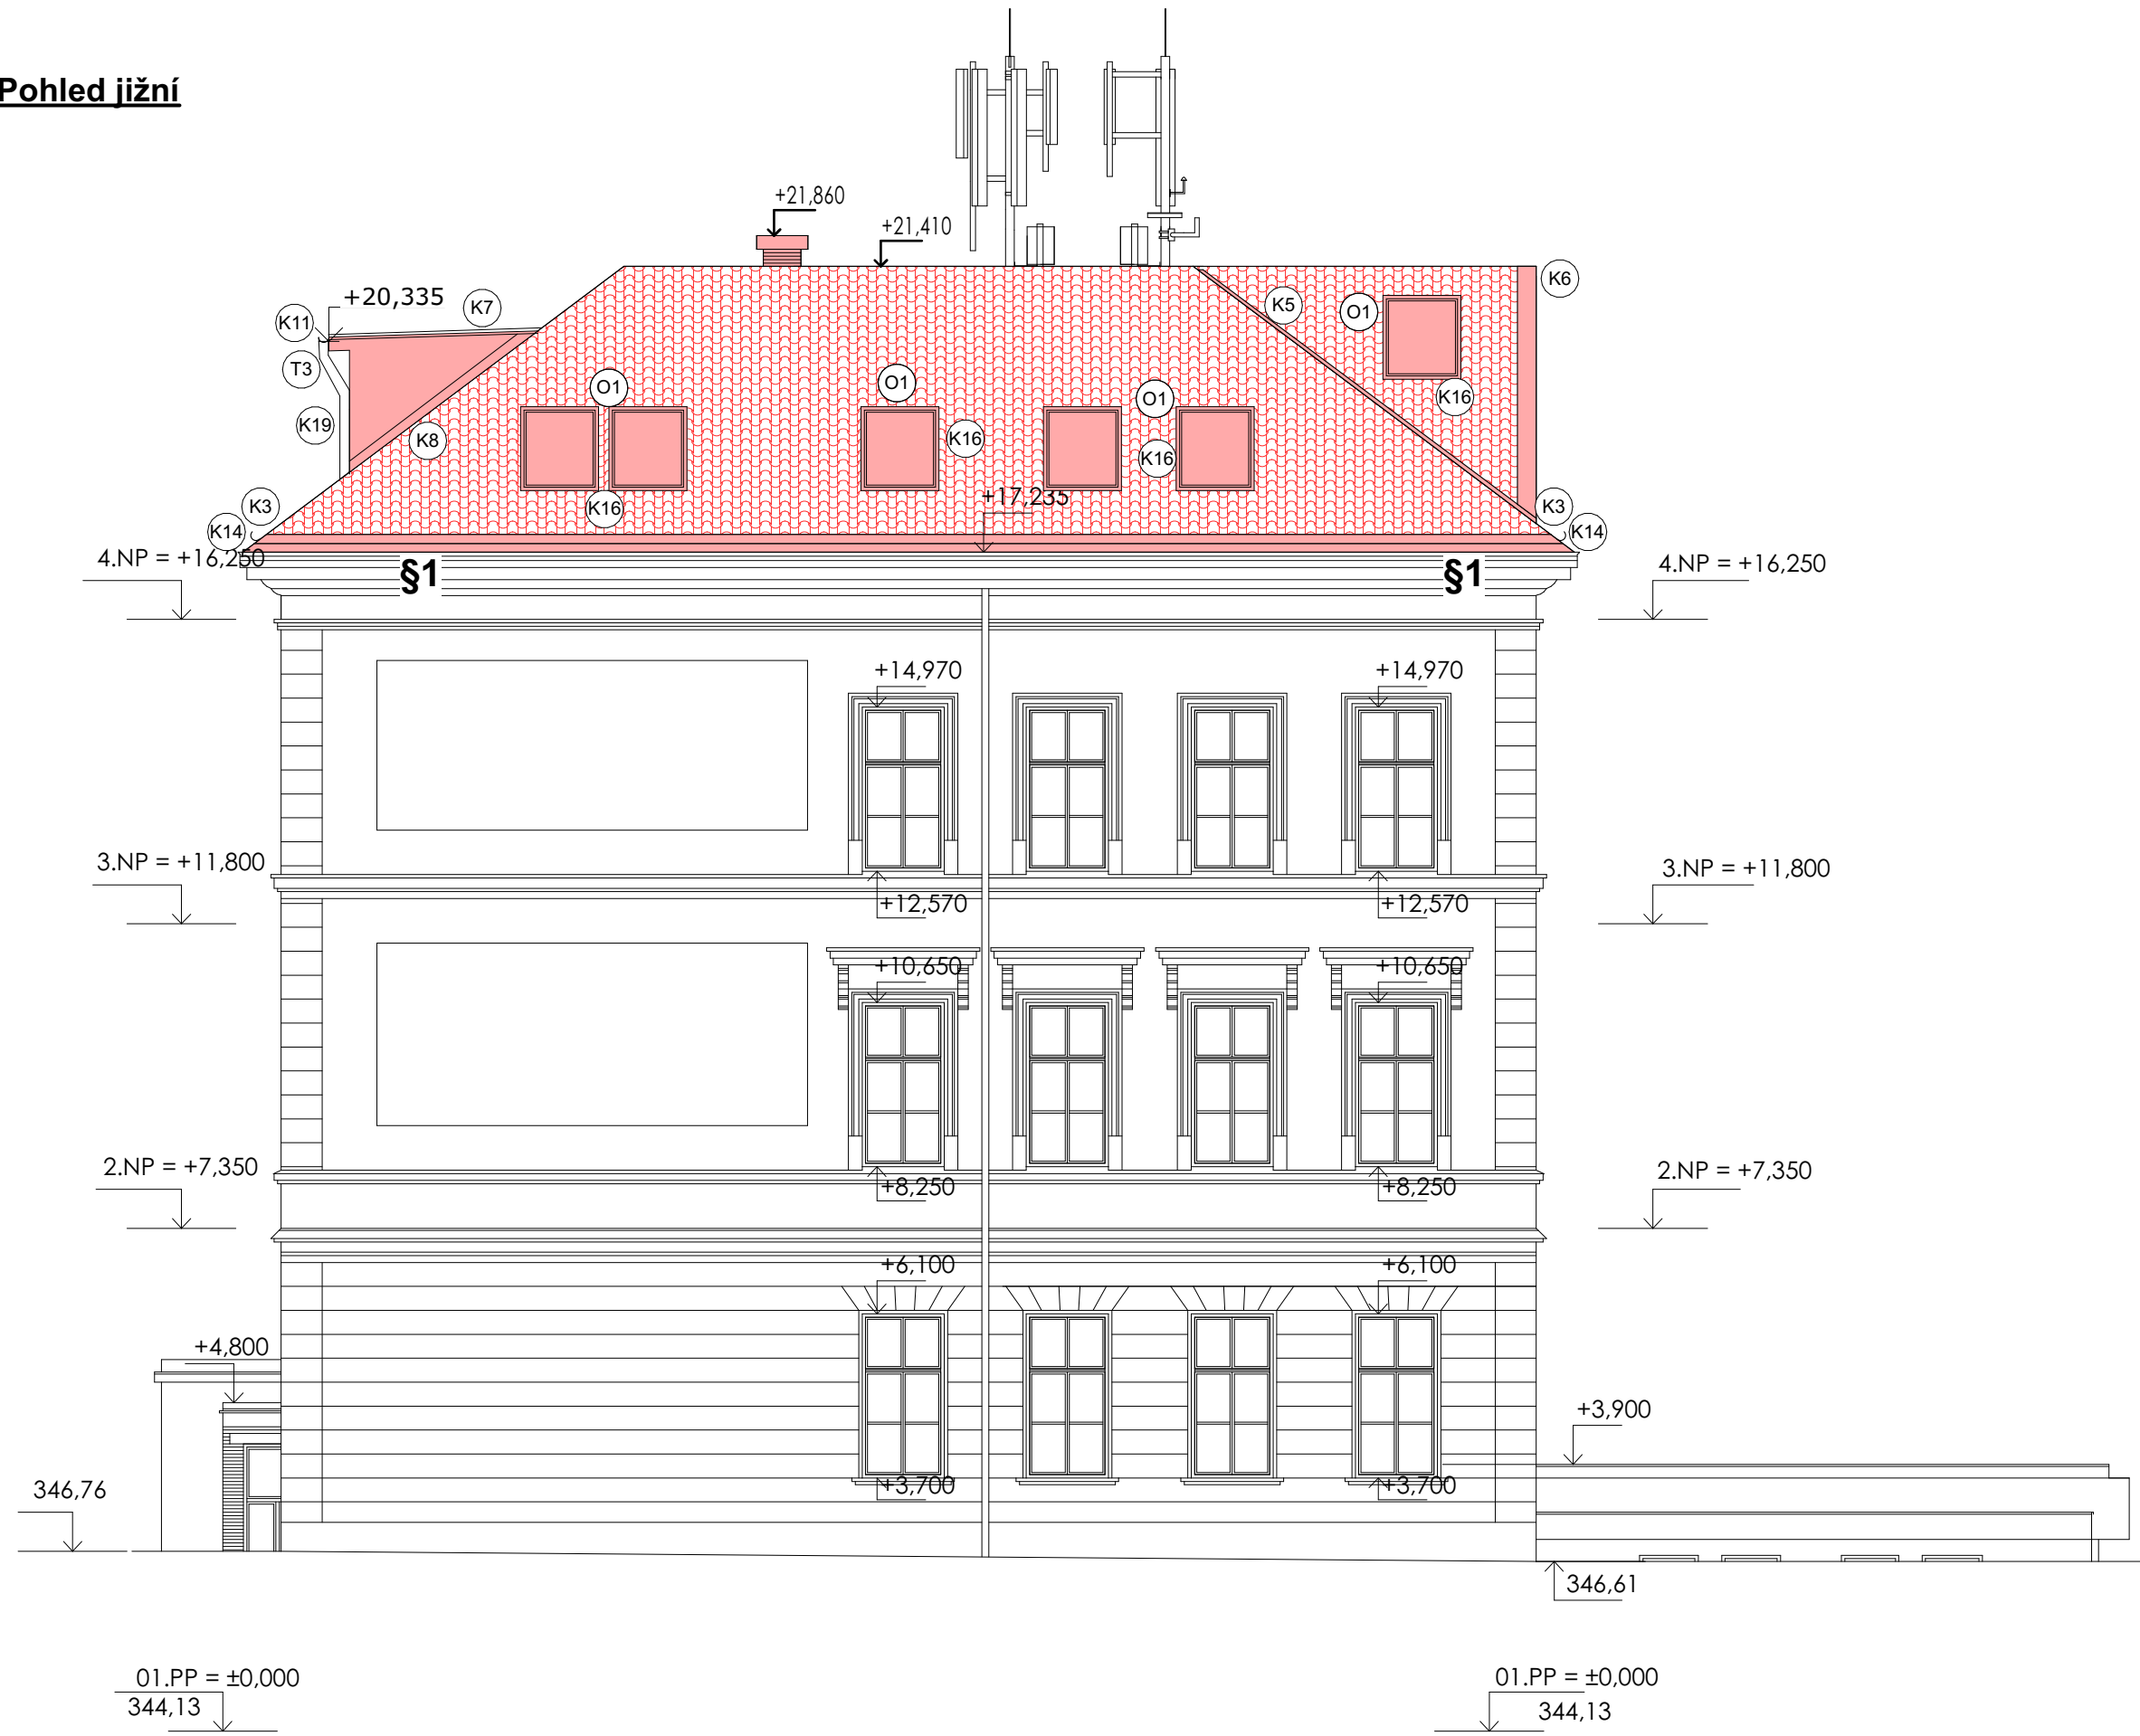 Pohled jižní
+21,860
+21,410
K6
+20,335
K7
K5
O1
K11
T3
K16
O1
O1
O1
K19
K8
K16
K16
K16
+17,235
K3
K3
K14
K14
4.NP = +16,250
§1
§1
4.NP = +16,250
+14,970
+14,970
3.NP = +11,800
3.NP = +11,800
+12,570
+12,570
+10,650
+10,650
2.NP = +7,350
2.NP = +7,350
+8,250
+8,250
+6,100
+6,100
+4,800
+3,900
346,76
+3,700
+3,700
346,61
01.PP = ±0,000
344,13
01.PP = ±0,000
344,13